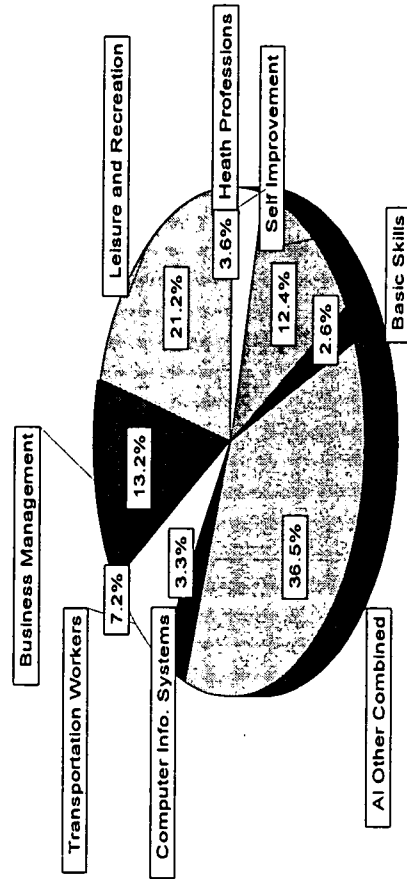 Business Management
Leisure and Recreation
Transportation Workers
Computer Info. Systems
Heath Professions
Self Improvement
Basic Skills
Al Other Combined
7.2%
13.2%
21.2%
3.6%
12.4%
2.6%
3.3%
36.5%